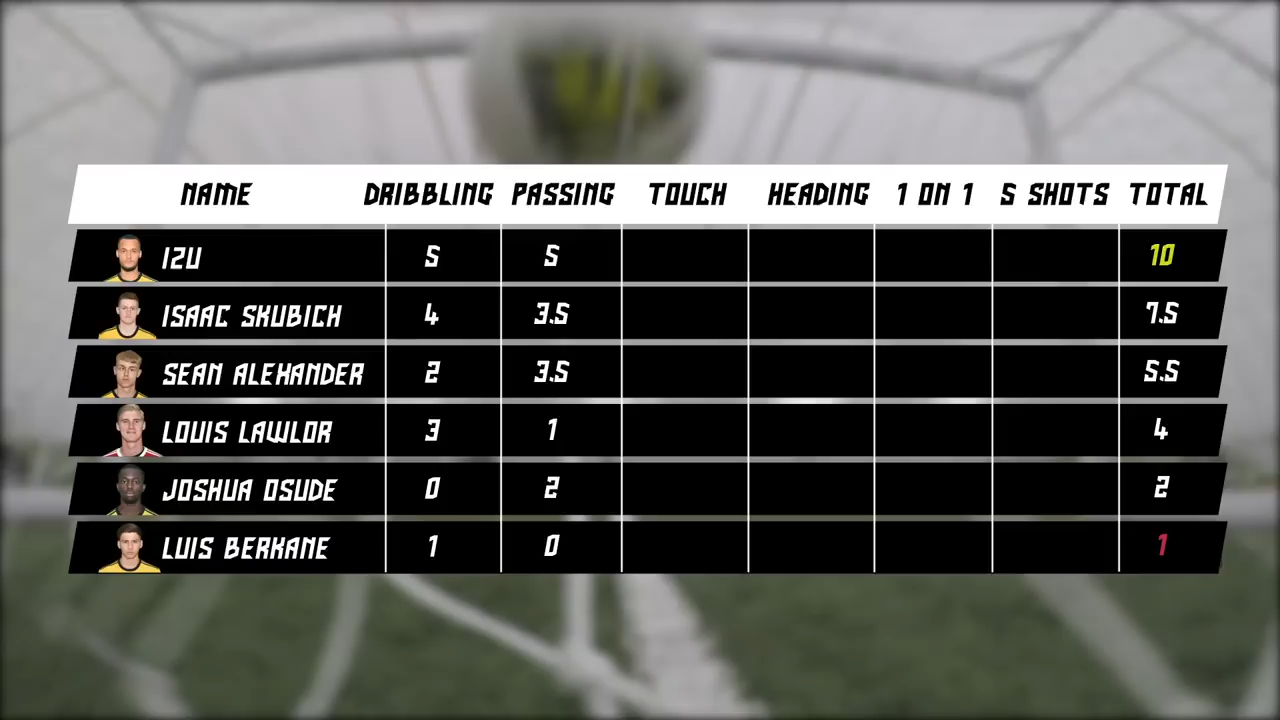 NAME DRIBBLING PASSING TOUCH HEADING 1 ON 1 5 SHOTS TOTAL
IZU 5 5 10
ISAAC SKUBICH 4 3.5 7.5
SEAN ALEXANDER 2 3.5 5.5
LOUIS LAWLOR 3 1 4
JOSHUA OSUDE 0 2 2
LUIS BERKANE 1 0 1